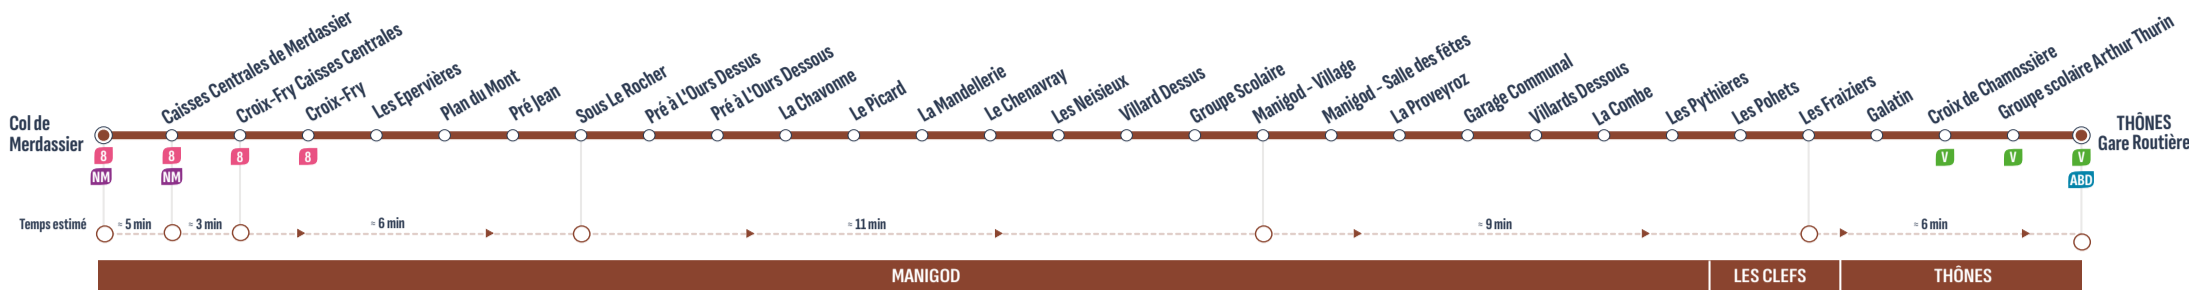 Col de
Merdassier
Caisses Centrales de Merdassier
Croix-Fry Caisses Centrales
Croix-Fry
Les Epervières
Plan du Mont
Pré Jean
Sous Le Rocher
Pré à L'Ours Dessus
Pré à L'Ours Dessous
La Chavonne
Le Picard
La Mandellerie
Le Chenavray
Les Neisieux
Villard Dessus
Groupe Scolaire
Manigod - Village
Manigod - Salle des fêtes
La Proveyroz
Garage Communal
Villards Dessous
La Combe
Les Pythières
Les Pohets
Les Fraiziers
Galatin
Croix de Chamossière
Groupe scolaire Arthur Thurin
THÔNES
Gare Routière
8 8 8 8 V V V
NM NM ABD
Temps estimé ≈ 5 min ≈ 3 min ≈ 6 min ≈ 11 min ≈ 9 min ≈ 6 min
MANIGOD LES CLEFS THÔNES